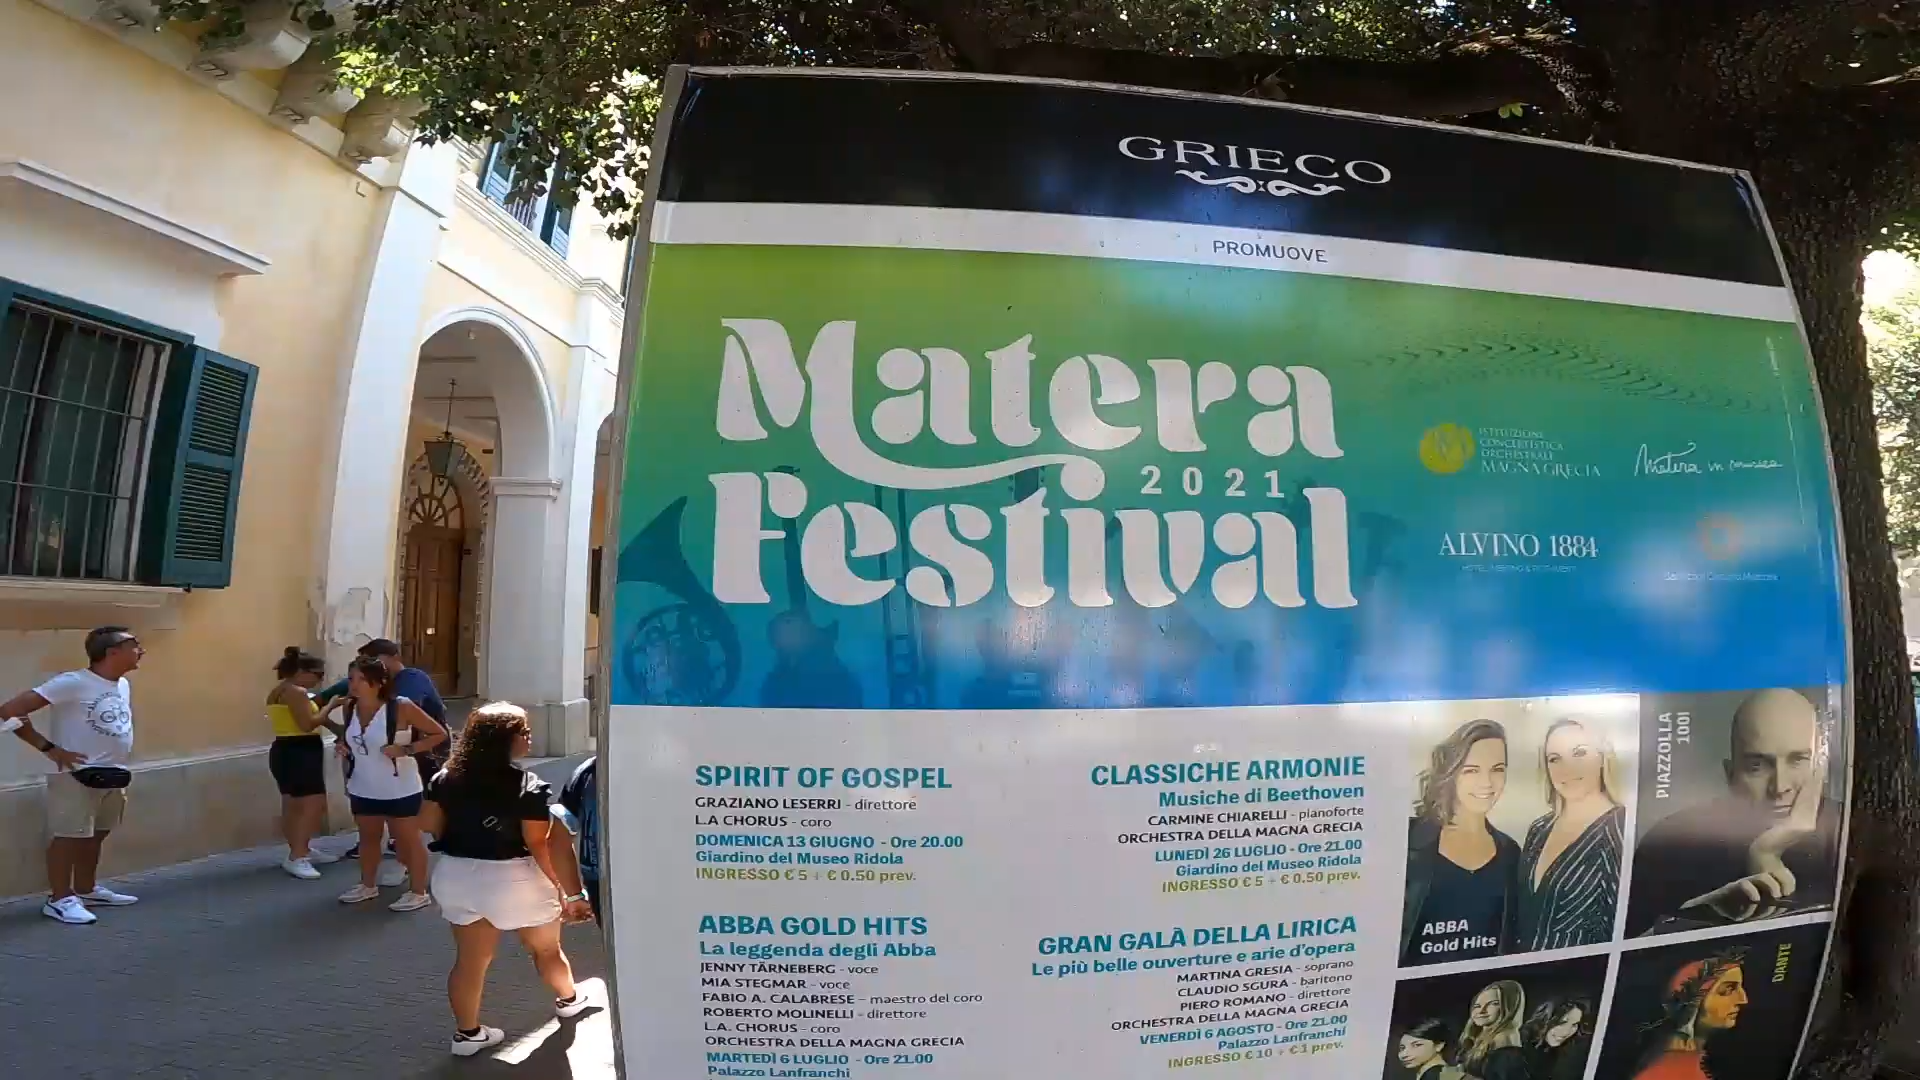 GRIECO
PROMUOVE
Matera
Festival
2021
ISTITUZIONE
CONCERTISTICA
ORCHESTRALE
MAGNA GRECIA
Matera in musica
ALVINO 1884
SPIRIT OF GOSPEL
GRAZIANO LESERRI - direttore
L.A CHORUS - coro
DOMENICA 13 GIUGNO - Ore 20.00
Giardino del Museo Ridola
INGRESSO € 5 + € 0.50 prev.
ABBA GOLD HITS
La leggenda degli Abba
JENNY TÄRNEBERG - voce
MIA STEGMAR - voce
FABIO A. CALABRESE - maestro del coro
ROBERTO MOLINELLI - direttore
L.A. CHORUS - coro
ORCHESTRA DELLA MAGNA GRECIA
MARTEDÌ 6 LUGLIO - Ore 21.00
Palazzo Lanfranchi
CLASSICHE ARMONIE
Musiche di Beethoven
CARMINE CHIARELLI - pianoforte
ORCHESTRA DELLA MAGNA GRECIA
LUNEDÌ 26 LUGLIO - Ore 21.00
Giardino del Museo Ridola
INGRESSO € 5 + € 0.50 prev.
GRAN GALÀ DELLA LIRICA
Le più belle ouverture e arie d'opera
MARTINA GRESIA - soprano
CLAUDIO SGURA - baritono
PIERO ROMANO - direttore
ORCHESTRA DELLA MAGNA GRECIA
VENERDÌ 6 AGOSTO - Ore 21.00
Palazzo Lanfranchi
INGRESSO € 10 + € 1 prev.
ABBA
Gold Hits
PIAZZOLLA
100!
DANTE